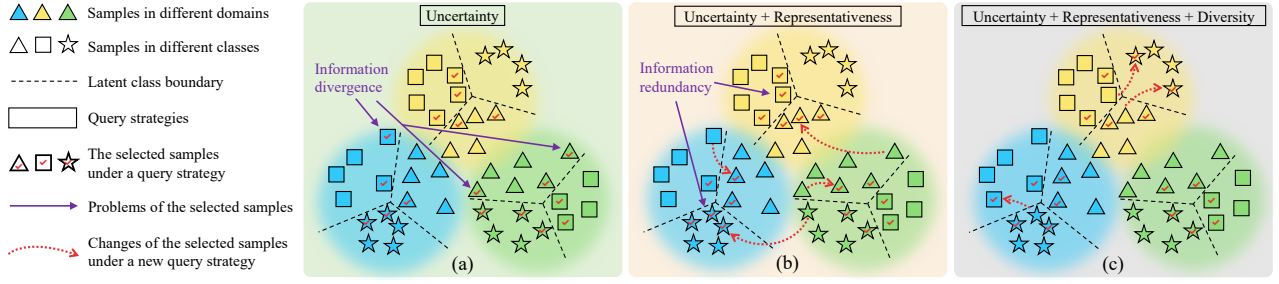 Samples in different domains
Samples in different classes
Latent class boundary
Query strategies
The selected samples
under a query strategy
Problems of the selected samples
Changes of the selected samples
under a new query strategy
Uncertainty
Information
divergence
(a)
Uncertainty + Representativeness
Information
redundancy
(b)
Uncertainty + Representativeness + Diversity
(c)